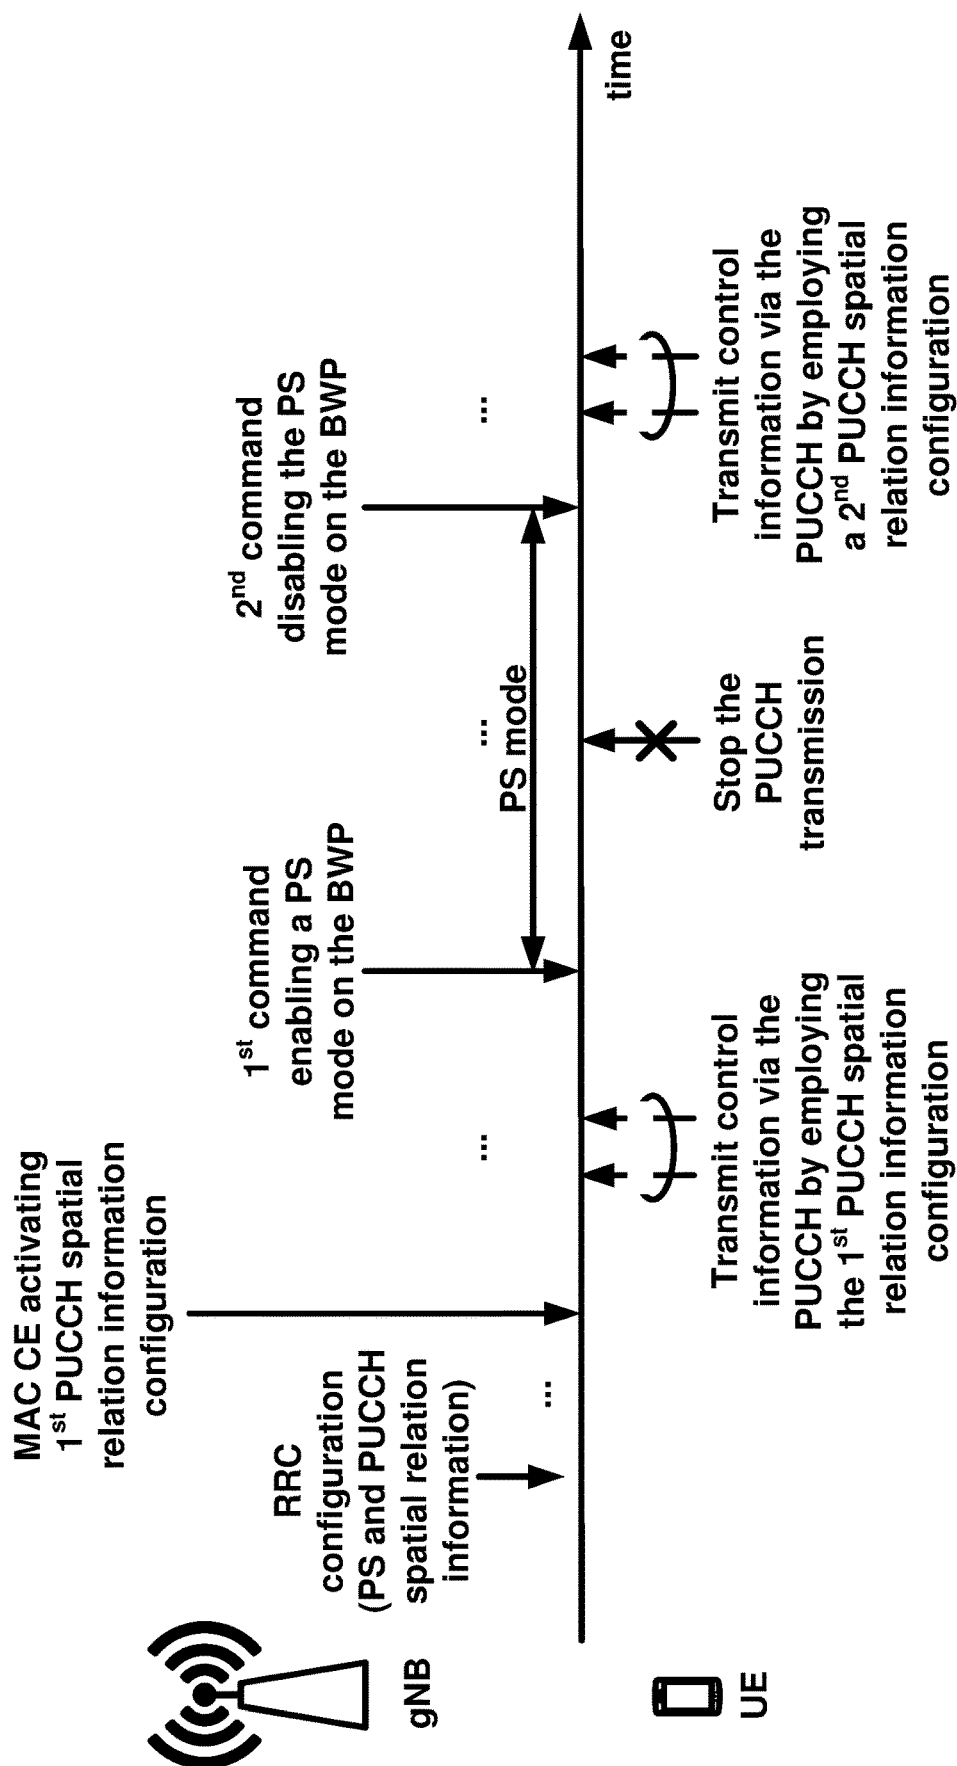 gNB
UE
RRC
configuration
(PS and PUCCH
spatial relation
information)
...
MAC CE activating
1st PUCCH spatial
relation information
configuration
...
Transmit control
information via the
PUCCH by employing
the 1st PUCCH spatial
relation information
configuration
1st command
enabling a PS
mode on the BWP
PS mode
...
Stop the
PUCCH
transmission
2nd command
disabling the PS
mode on the BWP
...
Transmit control
information via the
PUCCH by employing
a 2nd PUCCH spatial
relation information
configuration
time